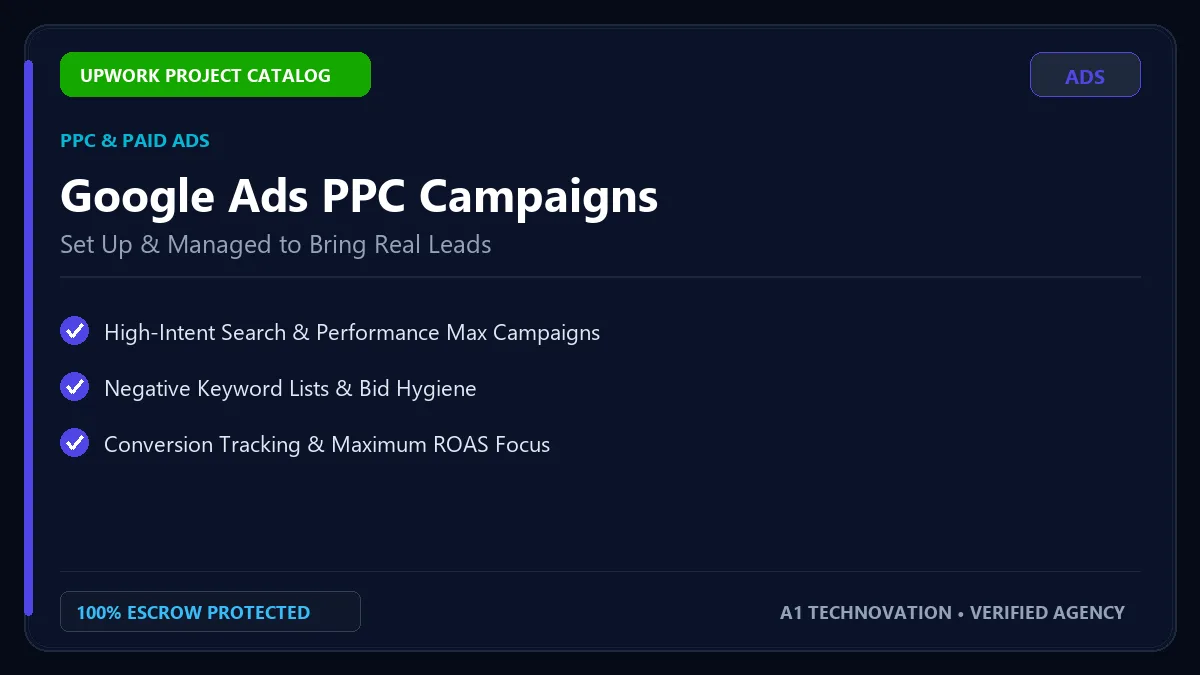 UPWORK PROJECT CATALOG
ADS
PPC & PAID ADS
Google Ads PPC Campaigns
Set Up & Managed to Bring Real Leads
High-Intent Search & Performance Max Campaigns
Negative Keyword Lists & Bid Hygiene
Conversion Tracking & Maximum ROAS Focus
100% ESCROW PROTECTED
A1 TECHNOVATION • VERIFIED AGENCY